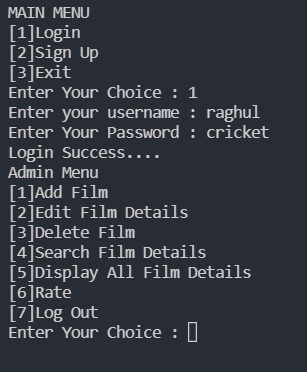 MAIN MENU
[1]Login
[2]Sign Up
[3]Exit
Enter Your Choice : 1
Enter your username : raghul
Enter Your Password : cricket
Login Success....
Admin Menu
[1]Add Film
[2]Edit Film Details
[3]Delete Film
[4]Search Film Details
[5]Display All Film Details
[6]Rate
[7]Log Out
Enter Your Choice :